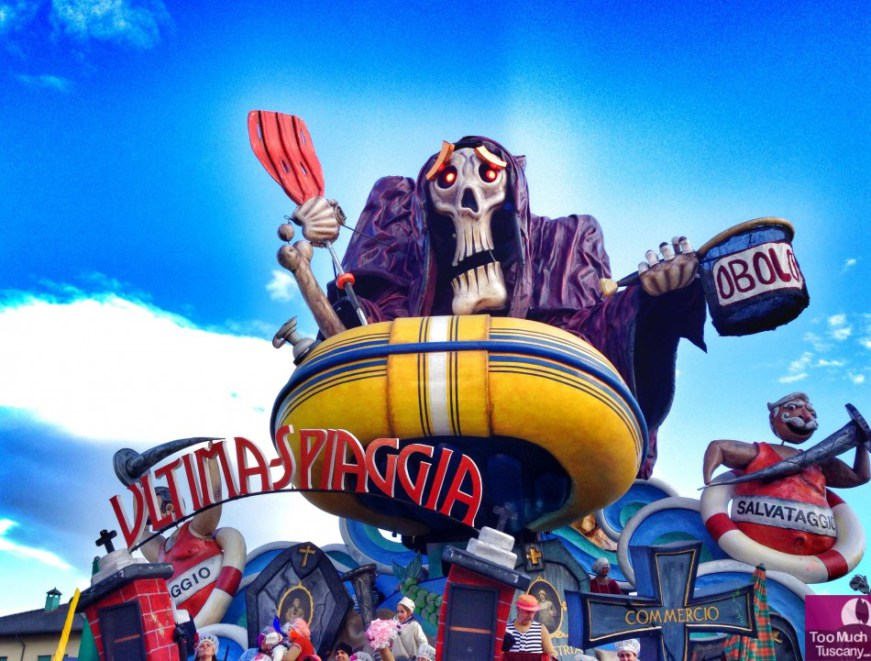 OBOLO
ULTIMA-SPIAGGIA
SALVATAGGIO
GGIO
COMMERCIO
Too Much
Tuscany